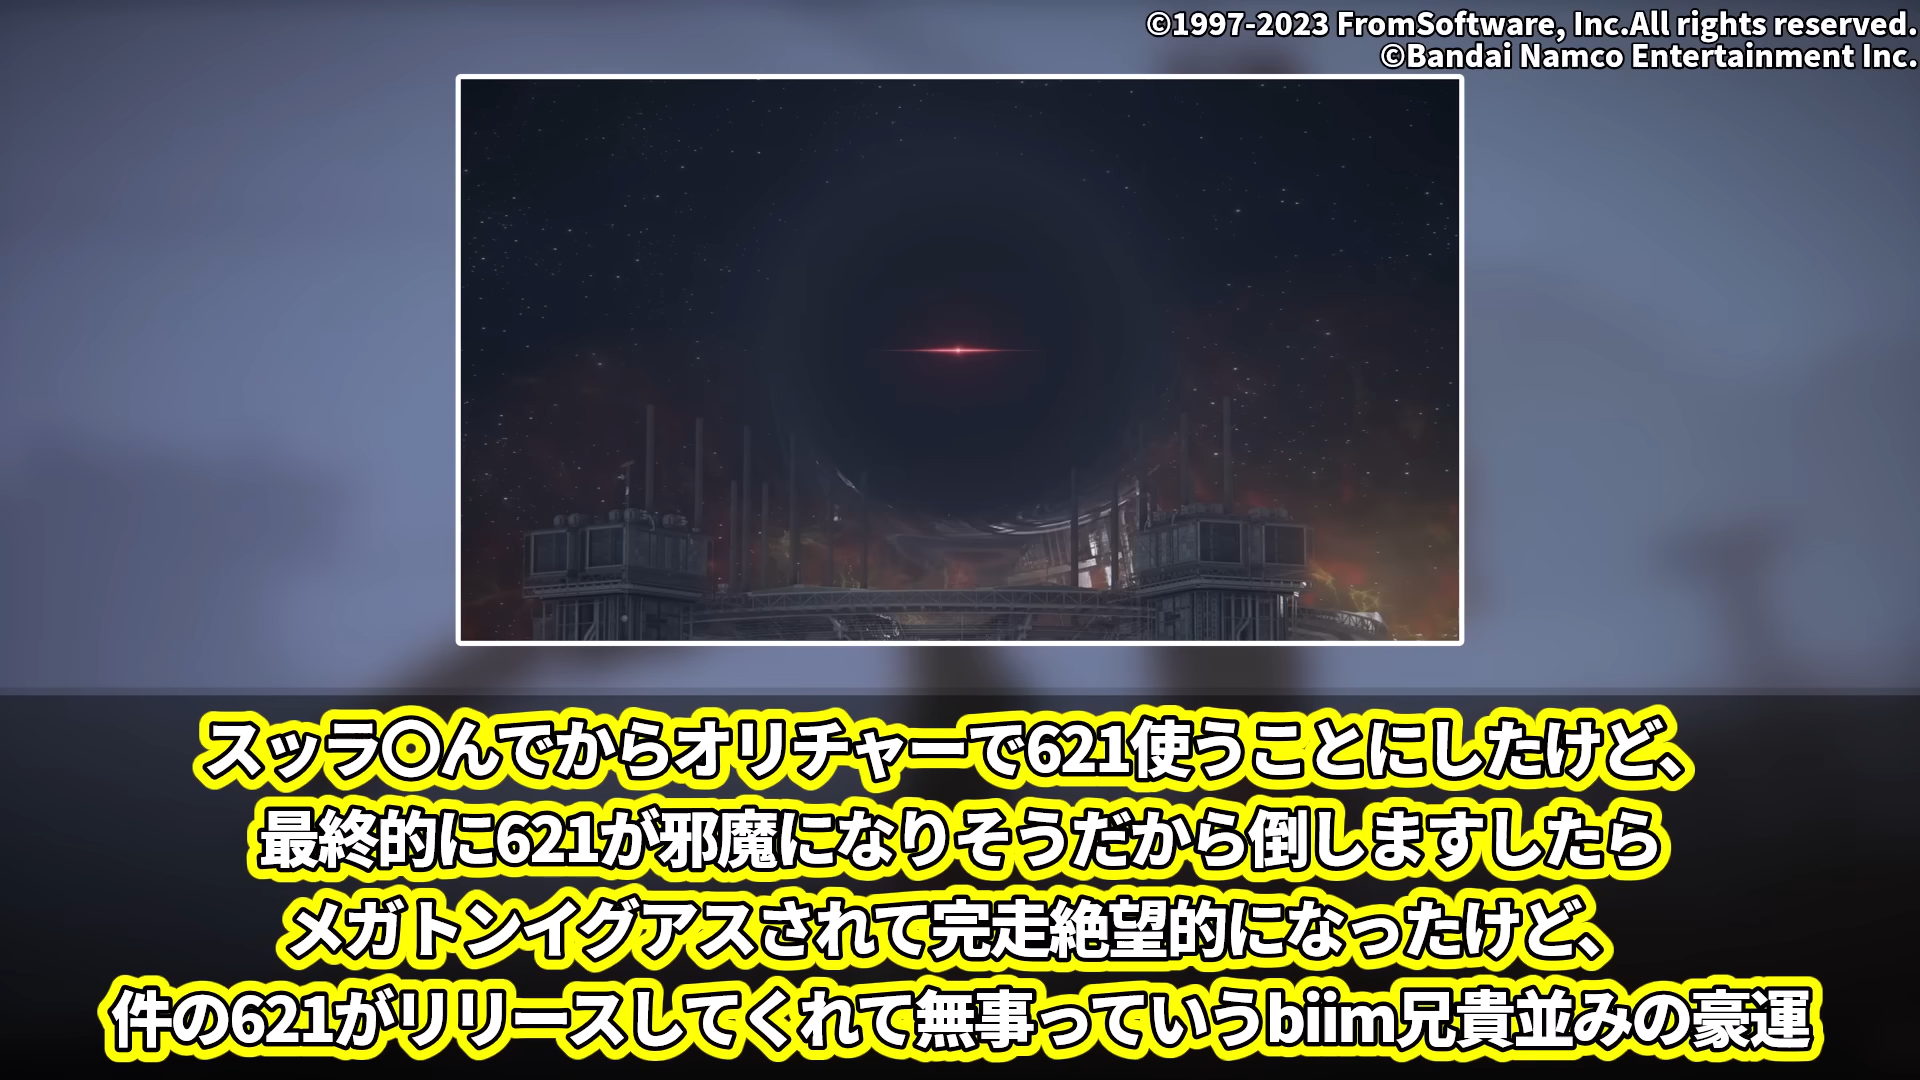 ©1997-2023 FromSoftware, Inc.All rights reserved.
©Bandai Namco Entertainment Inc.
スッラ〇んでからオリチャーで621使うことにしたけど、
最終的に621が邪魔になりそうだから倒しますしたら
メガトンイグアスされて完走絶望的になったけど、
件の621がリリースしてくれて無事っていうbiim兄貴並みの豪運